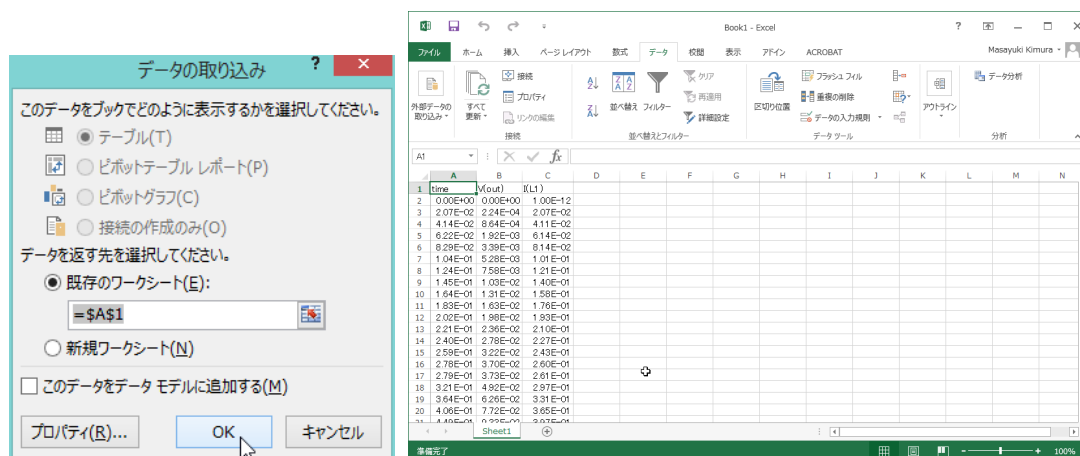 データの取り込み ? ×
このデータをブックでどのように表示するかを選択してください。
テーブル(T)
ピボットテーブル レポート(P)
ピボットグラフ(C)
接続の作成のみ(O)
データを返す先を選択してください。
既存のワークシート(E):
=$A$1
新規ワークシート(N)
このデータをデータ モデルに追加する(M)
プロパティ(R)... OK キャンセル
Book1 - Excel ?
ファイル ホーム 挿入 ページ レイアウト 数式 データ 校閲 表示 アドイン ACROBAT Masayuki Kimura
外部データの取り込み
すべて更新
接続
プロパティ
リンクの編集
接続
並べ替え フィルター
クリア
再適用
詳細設定
並べ替えとフィルター
区切り位置
フラッシュ フィル
重複の削除
データの入力規則
データ ツール
アウトライン
データ分析
分析
A1 fx
A B C D E F G H I J K L M N
1 time V(out) I(L1)
2 0.00E+00 0.00E+00 1.00E-12
3 2.07E-02 2.24E-04 2.07E-02
4 4.14E-02 8.64E-04 4.11E-02
5 6.22E-02 1.92E-03 6.14E-02
6 8.29E-02 3.39E-03 8.14E-02
7 1.04E-01 5.28E-03 1.01E-01
8 1.24E-01 7.58E-03 1.21E-01
9 1.45E-01 1.03E-02 1.40E-01
10 1.64E-01 1.31E-02 1.58E-01
11 1.83E-01 1.63E-02 1.76E-01
12 2.02E-01 1.98E-02 1.93E-01
13 2.21E-01 2.36E-02 2.10E-01
14 2.40E-01 2.78E-02 2.27E-01
15 2.59E-01 3.22E-02 2.43E-01
16 2.78E-01 3.70E-02 2.60E-01
17 2.79E-01 3.73E-02 2.61E-01
18 3.21E-01 4.92E-02 2.97E-01
19 3.64E-01 6.26E-02 3.31E-01
20 4.06E-01 7.72E-02 3.65E-01
Sheet1
準備完了 100%